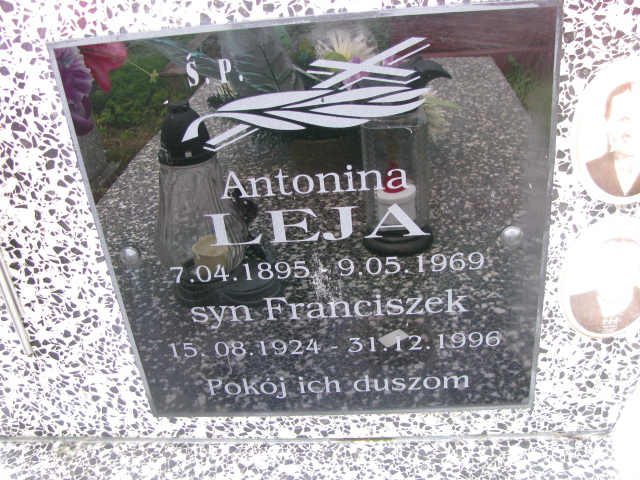 Ś.P.
Antonina
LEJA
7.04.1895 - 9.05.1969
syn Franciszek
15.08.1924 - 31.12.1996
Pokój ich duszom